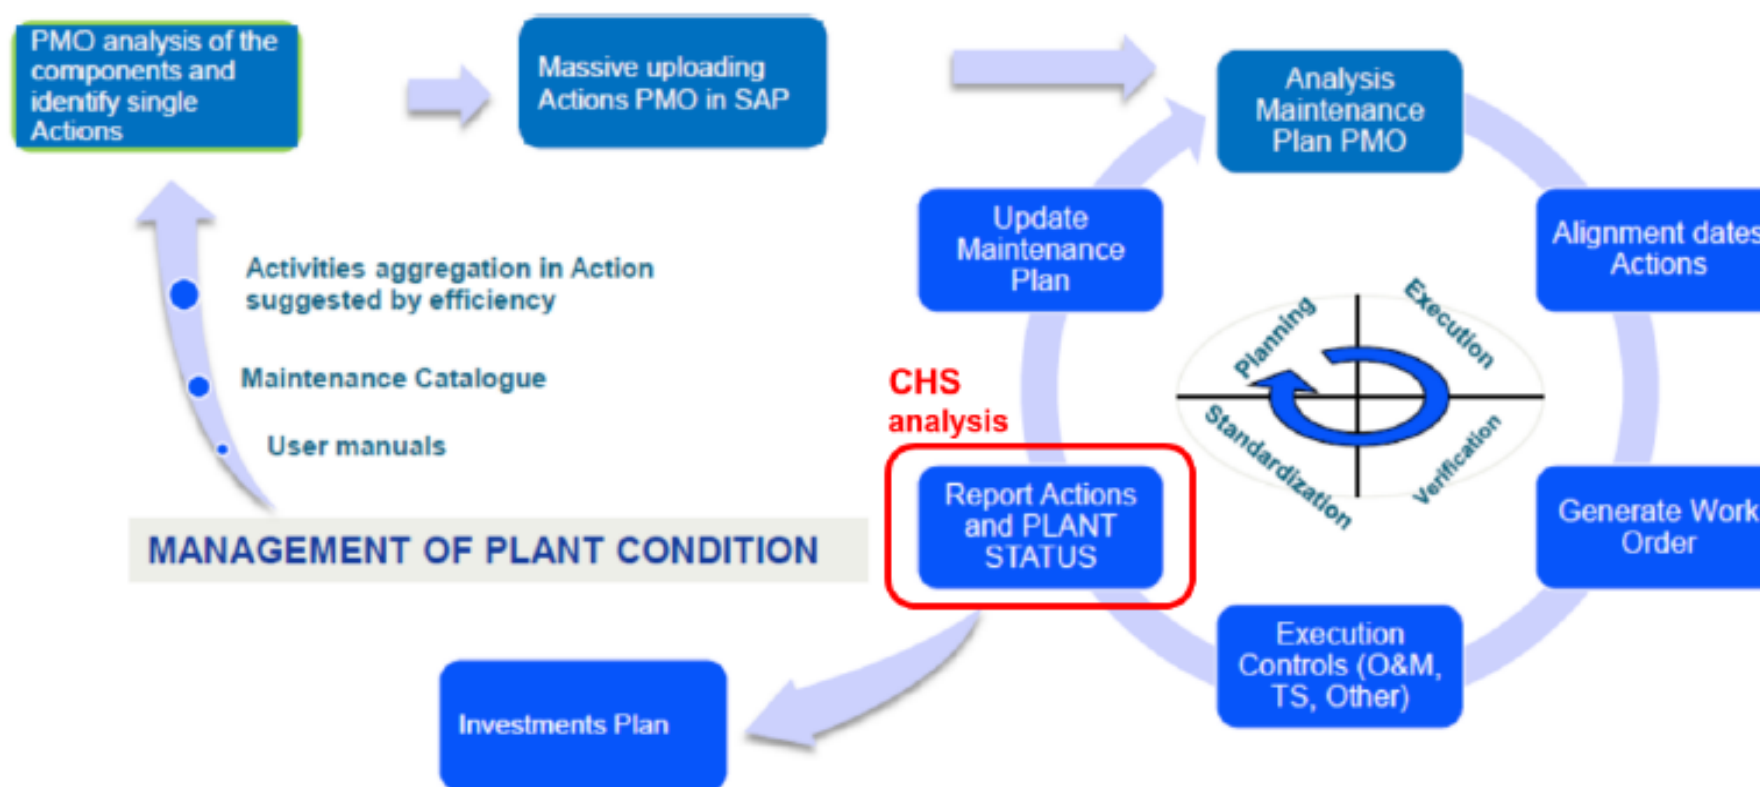 PMO analysis of the
components and
identify single
Actions
Massive uploading
Actions PMO in SAP
Analysis
Maintenance
Plan PMO
Update
Maintenance
Plan
Alignment dates
Actions
Activities aggregation in Action
suggested by efficiency
Maintenance Catalogue
User manuals
MANAGEMENT OF PLANT CONDITION
Planning
Execution
Standardization
Verification
CHS
analysis
Report Actions
and PLANT
STATUS
Generate Work
Order
Execution
Controls (O&M,
TS, Other)
Investments Plan